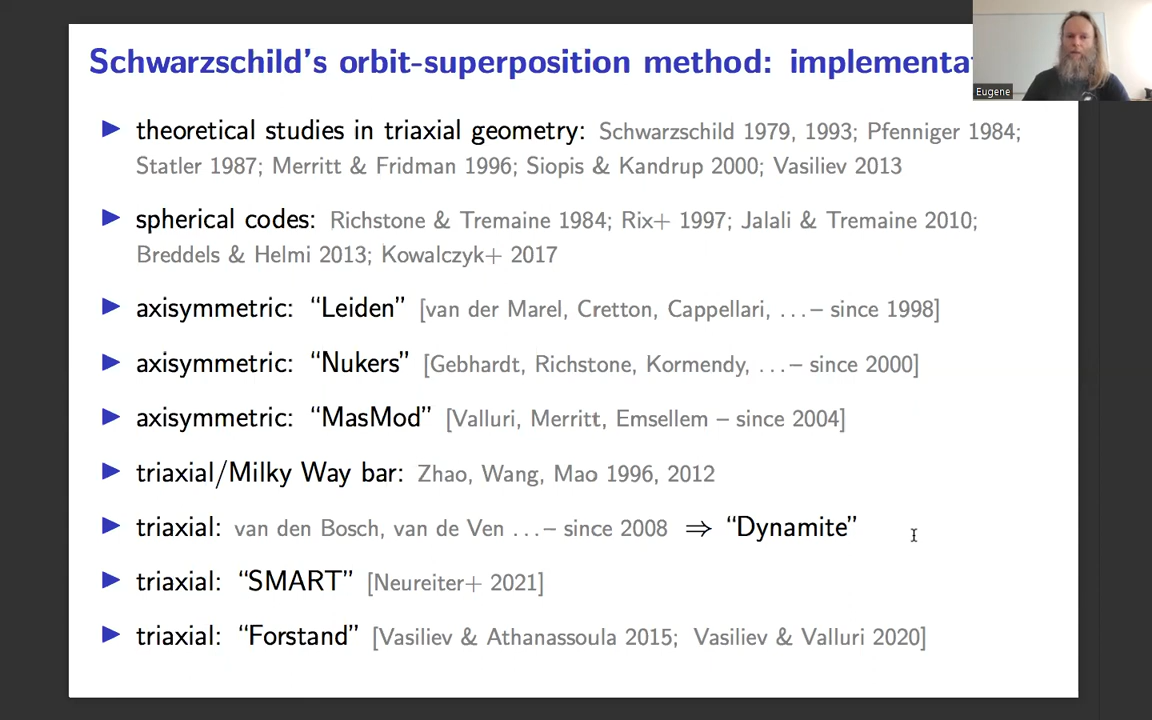 Schwarzschild's orbit-superposition method: implementa
Eugene
▶ theoretical studies in triaxial geometry: Schwarzschild 1979, 1993; Pfenniger 1984;
Statler 1987; Merritt & Fridman 1996; Siopis & Kandrup 2000; Vasiliev 2013
▶ spherical codes: Richstone & Tremaine 1984; Rix+ 1997; Jalali & Tremaine 2010;
Breddels & Helmi 2013; Kowalczyk+ 2017
▶ axisymmetric: “Leiden” [van der Marel, Cretton, Cappellari, ...– since 1998]
▶ axisymmetric: “Nukers” [Gebhardt, Richstone, Kormendy, ...– since 2000]
▶ axisymmetric: “MasMod” [Valluri, Merritt, Emsellem – since 2004]
▶ triaxial/Milky Way bar: Zhao, Wang, Mao 1996, 2012
▶ triaxial: van den Bosch, van de Ven ...– since 2008 ⇒ “Dynamite”
▶ triaxial: “SMART” [Neureiter+ 2021]
▶ triaxial: “Forstand” [Vasiliev & Athanassoula 2015; Vasiliev & Valluri 2020]